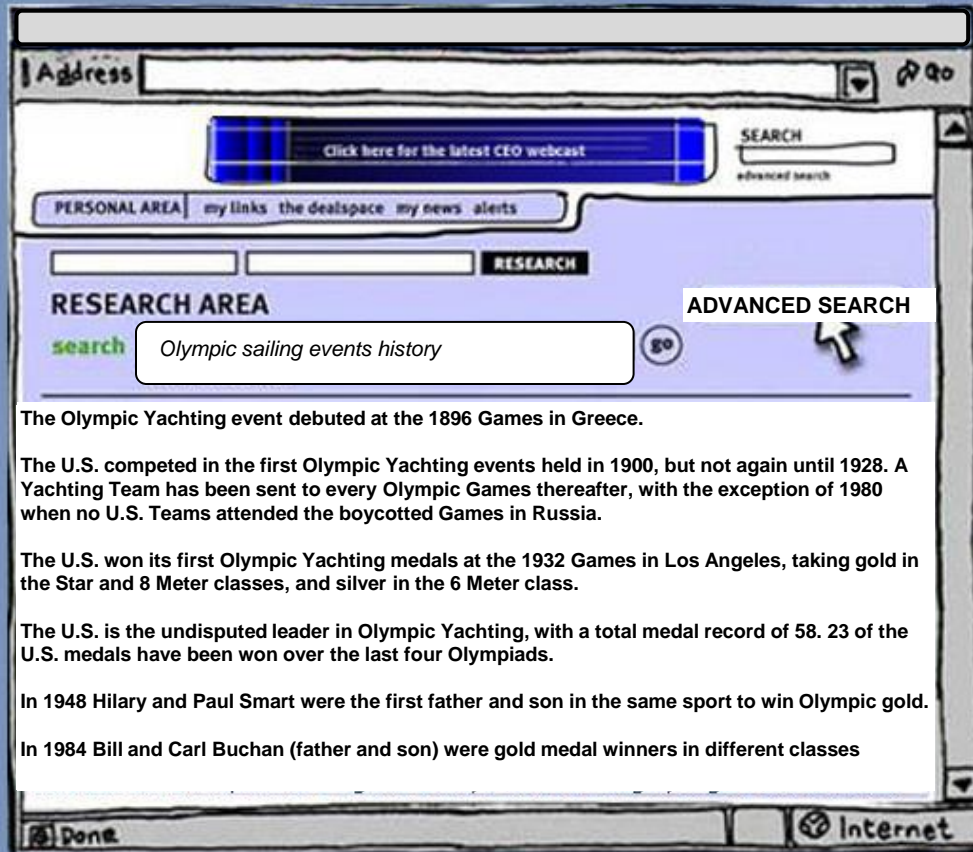 Address
Go
Click here for the latest CEO webcast
SEARCH
advanced search
PERSONAL AREA my links the dealspace my news alerts
RESEARCH
RESEARCH AREA
ADVANCED SEARCH
search
Olympic sailing events history
go
The Olympic Yachting event debuted at the 1896 Games in Greece.
The U.S. competed in the first Olympic Yachting events held in 1900, but not again until 1928. A
Yachting Team has been sent to every Olympic Games thereafter, with the exception of 1980
when no U.S. Teams attended the boycotted Games in Russia.
The U.S. won its first Olympic Yachting medals at the 1932 Games in Los Angeles, taking gold in
the Star and 8 Meter classes, and silver in the 6 Meter class.
The U.S. is the undisputed leader in Olympic Yachting, with a total medal record of 58. 23 of the
U.S. medals have been won over the last four Olympiads.
In 1948 Hilary and Paul Smart were the first father and son in the same sport to win Olympic gold.
In 1984 Bill and Carl Buchan (father and son) were gold medal winners in different classes
Done
Internet